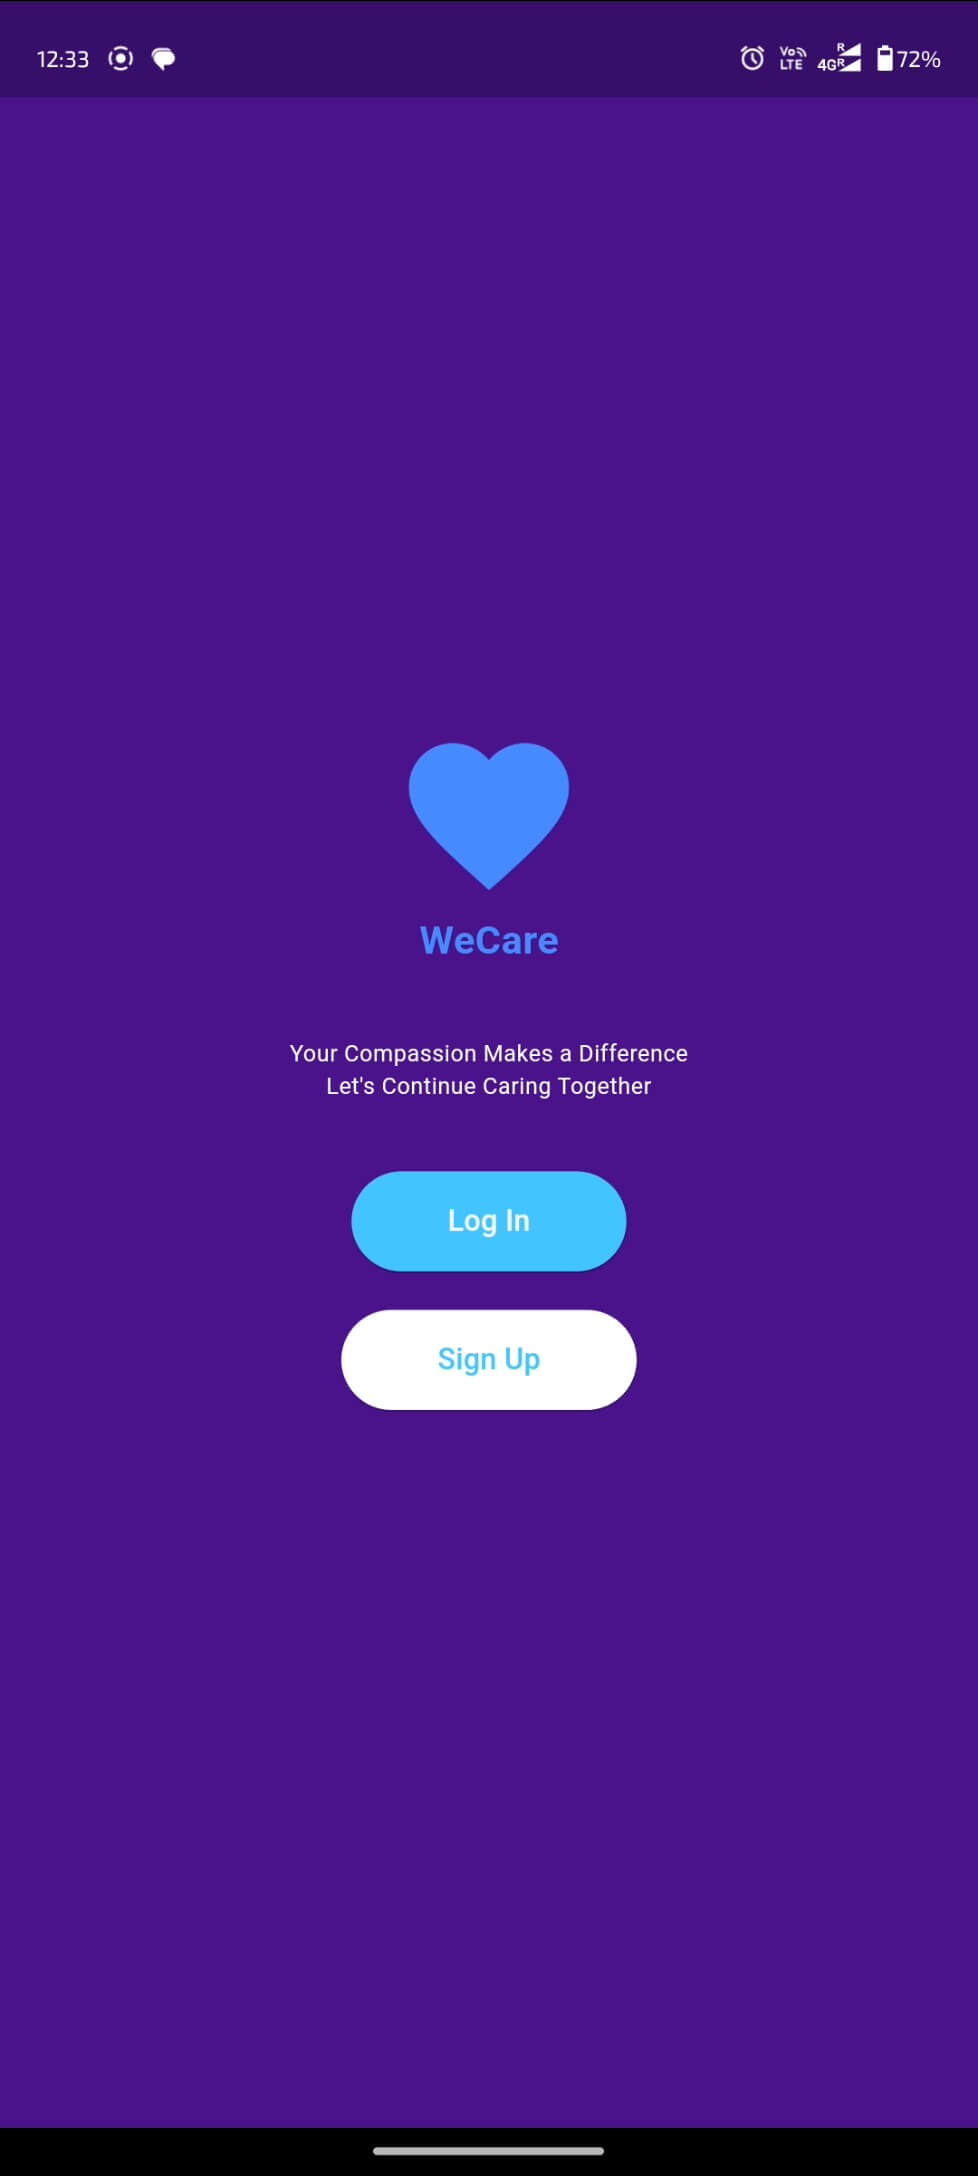 12:33 Vo LTE 4G R R 72%
WeCare
Your Compassion Makes a Difference
Let's Continue Caring Together
Log In
Sign Up